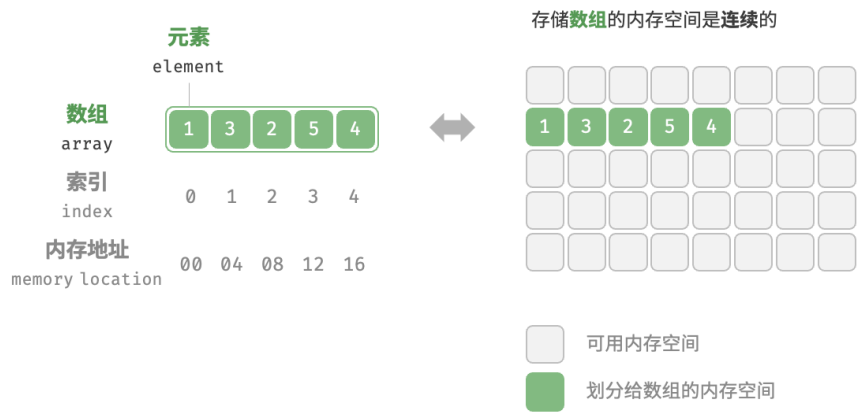 元素
element
数组
array
1 3 2 5 4
索引
index
0 1 2 3 4
内存地址
memory location
00 04 08 12 16
存储数组的内存空间是连续的
1 3 2 5 4
可用内存空间
划分给数组的内存空间